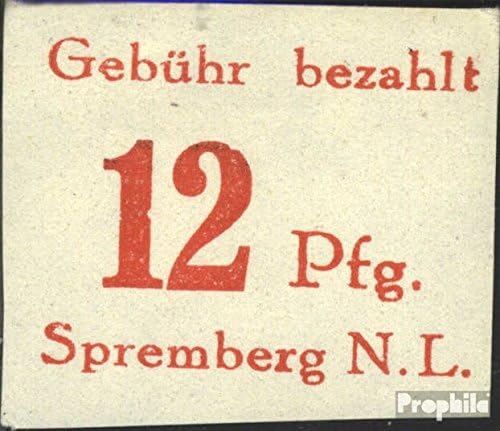 Gebühr bezahlt
12 Pfg.
Spremberg N.L.
Prophila